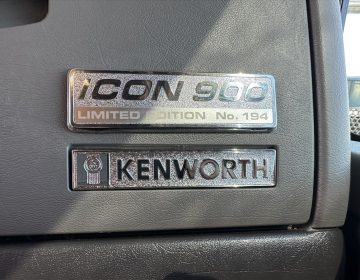 iCON 900
LIMITED EDITION No. 194
KENWORTH